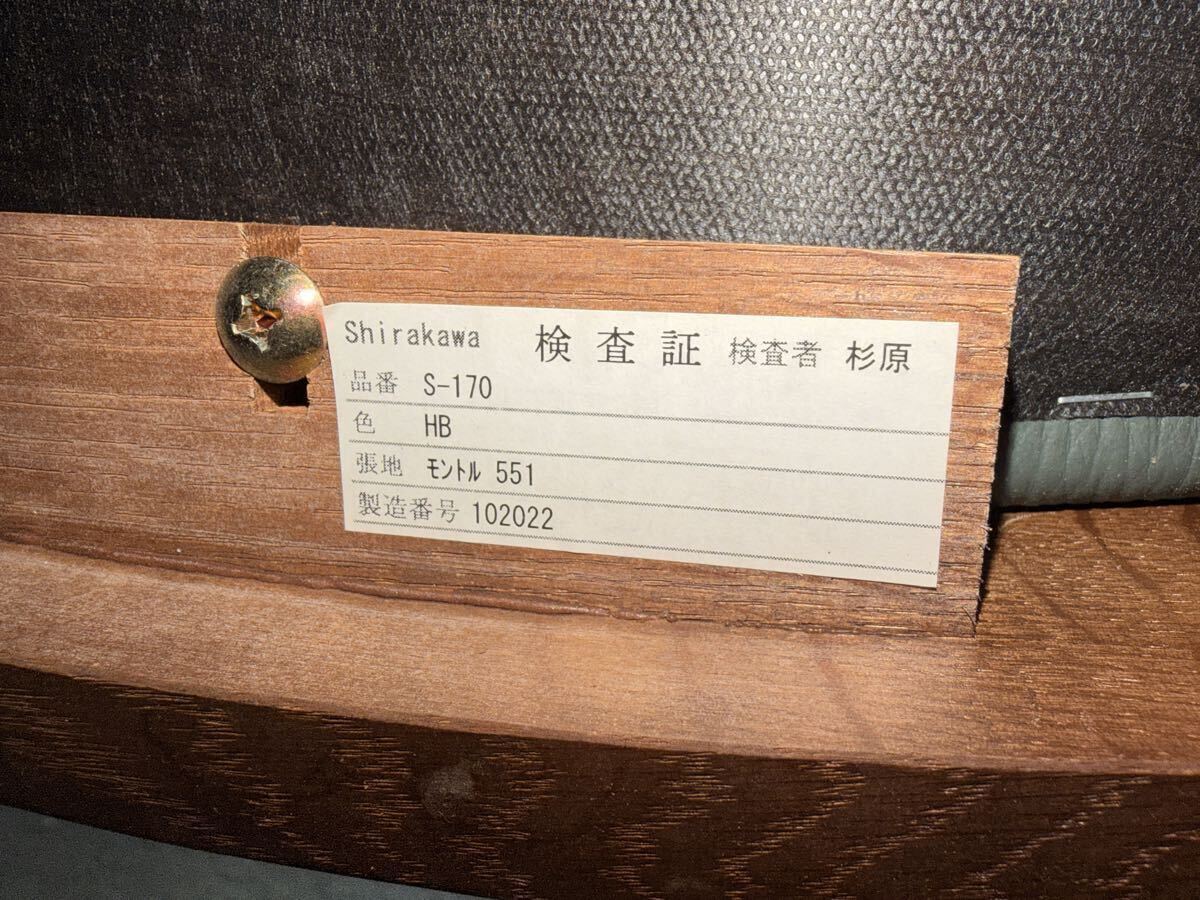 Shirakawa 検査証 検査者 杉原
品番 S-170
色 HB
張地 モントル 551
製造番号 102022